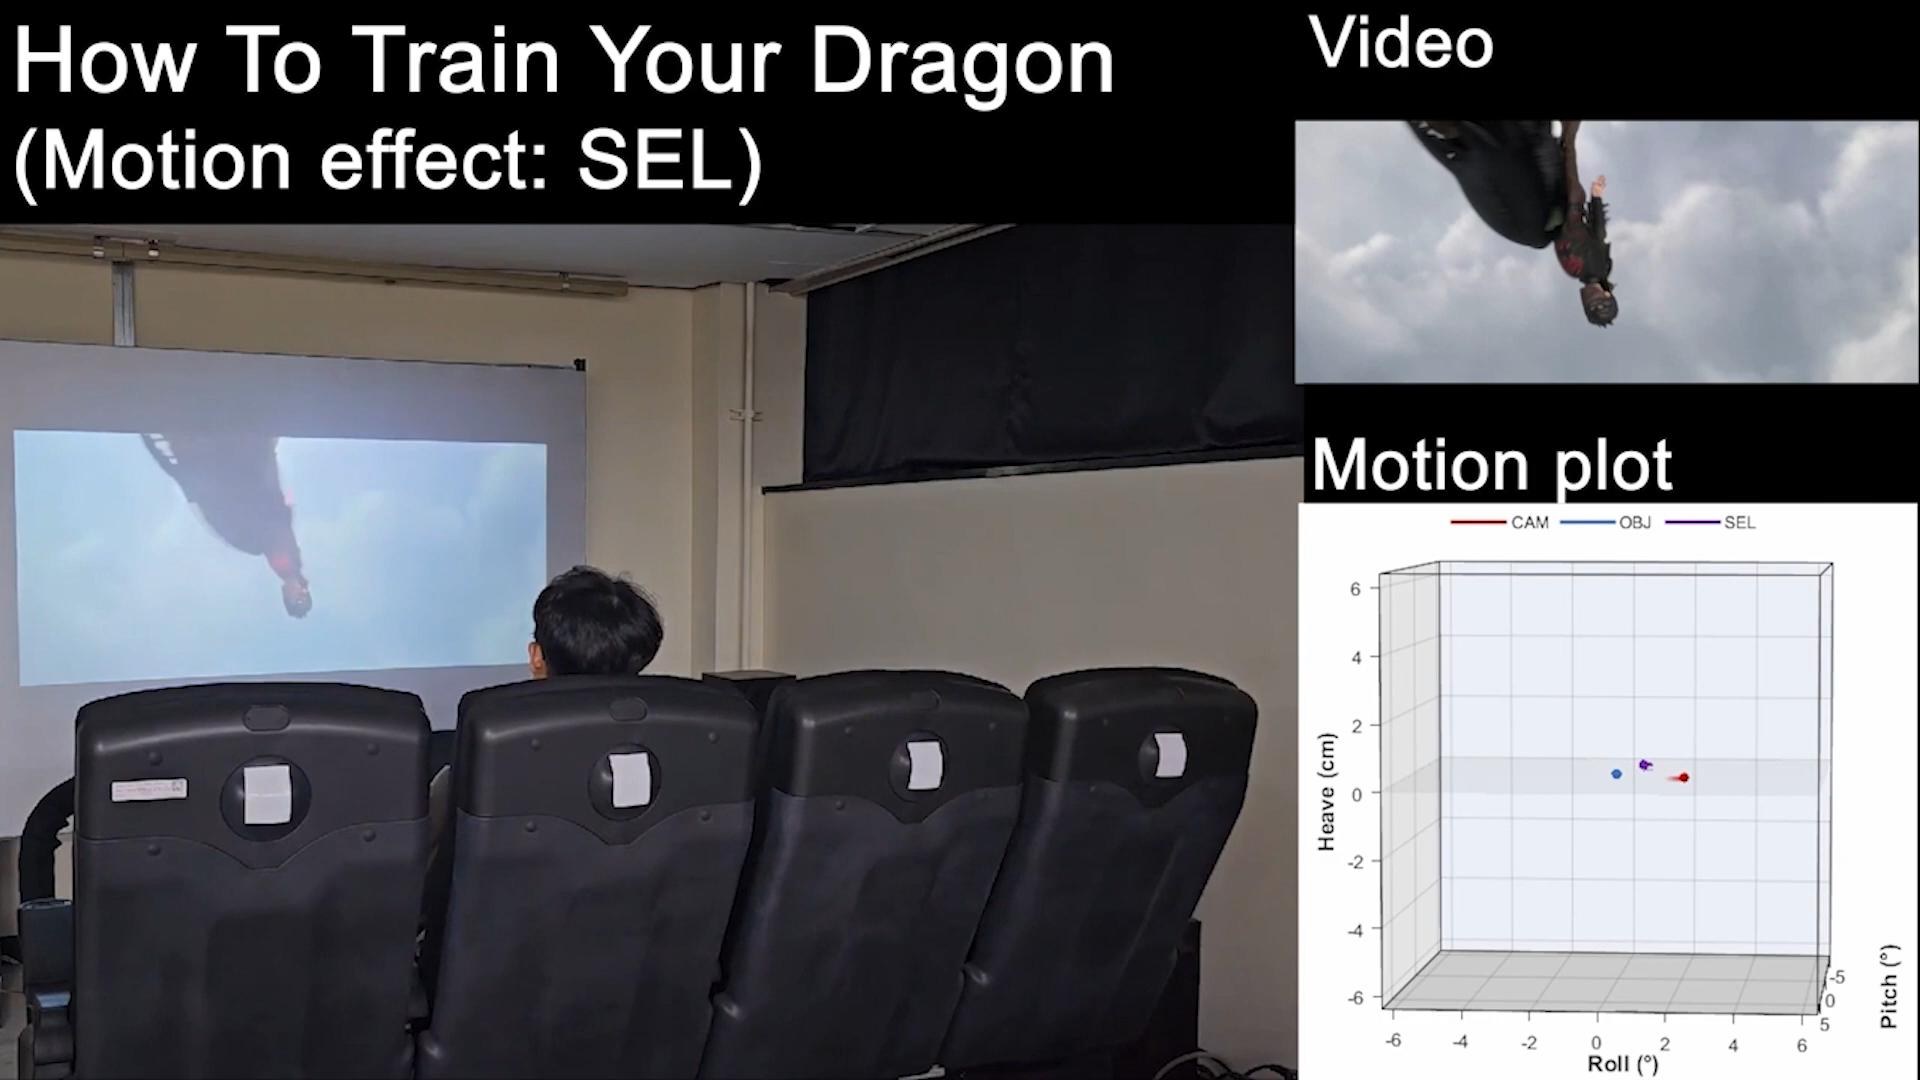 How To Train Your Dragon
(Motion effect: SEL)
Video
Motion plot
CAM OBJ SEL
Heave (cm)
6
4
2
0
-2
-4
-6
-6 -4 -2 0 2 4 6
Roll (°)
-5
0
5
Pitch (°)